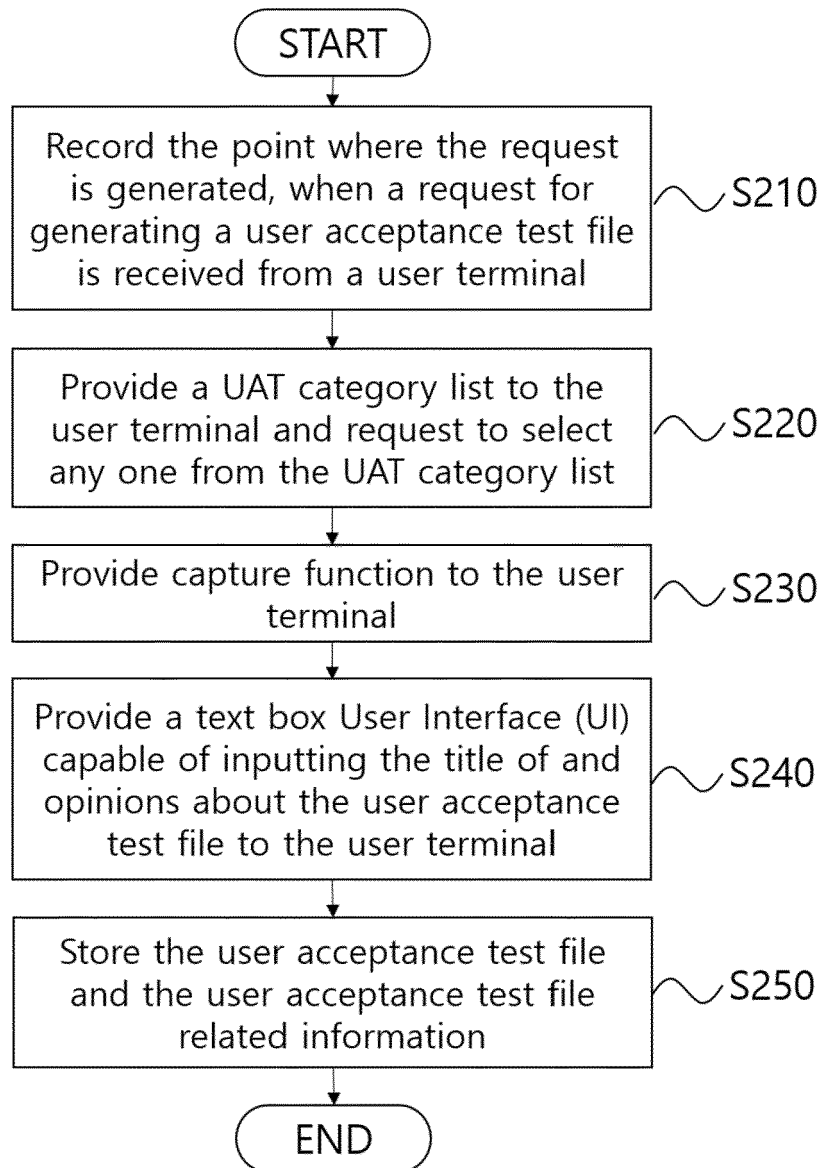 START
Record the point where the request
is generated, when a request for
generating a user acceptance test file
is received from a user terminal
S210
Provide a UAT category list to the
user terminal and request to select
any one from the UAT category list
S220
Provide capture function to the user
terminal
S230
Provide a text box User Interface (UI)
capable of inputting the title of and
opinions about the user acceptance
test file to the user terminal
S240
Store the user acceptance test file
and the user acceptance test file
related information
S250
END